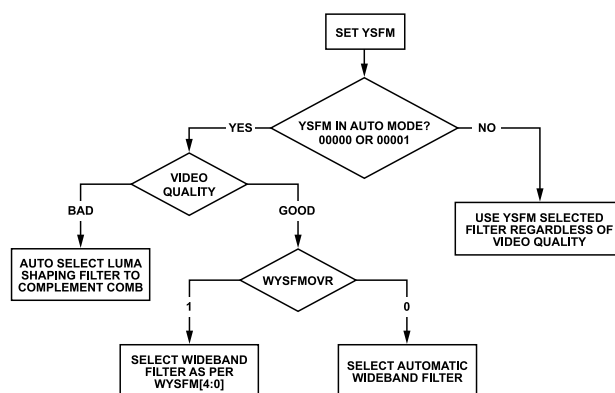 SET YSFM
YSFM IN AUTO MODE?
00000 OR 00001
YES
NO
VIDEO
QUALITY
BAD
GOOD
USE YSFM SELECTED
FILTER REGARDLESS OF
VIDEO QUALITY
AUTO SELECT LUMA
SHAPING FILTER TO
COMPLEMENT COMB
WYSFMOVR
1
0
SELECT WIDEBAND
FILTER AS PER
WYSFM[4:0]
SELECT AUTOMATIC
WIDEBAND FILTER